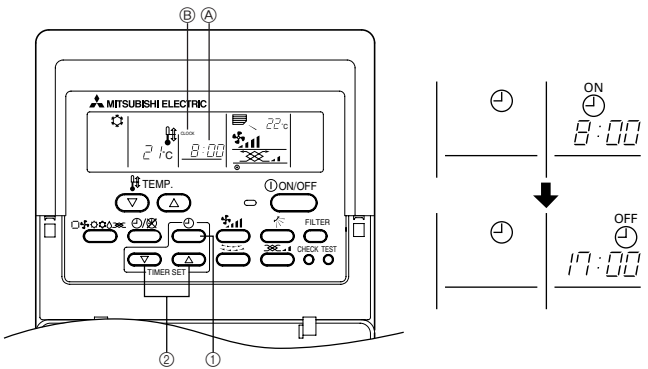 Ⓑ Ⓐ
MITSUBISHI ELECTRIC
CLOCK
22°C
21°C
8:00
TEMP.
ON/OFF
FILTER
CHECK TEST
TIMER SET
② ①
ON
8:00
OFF
17:00